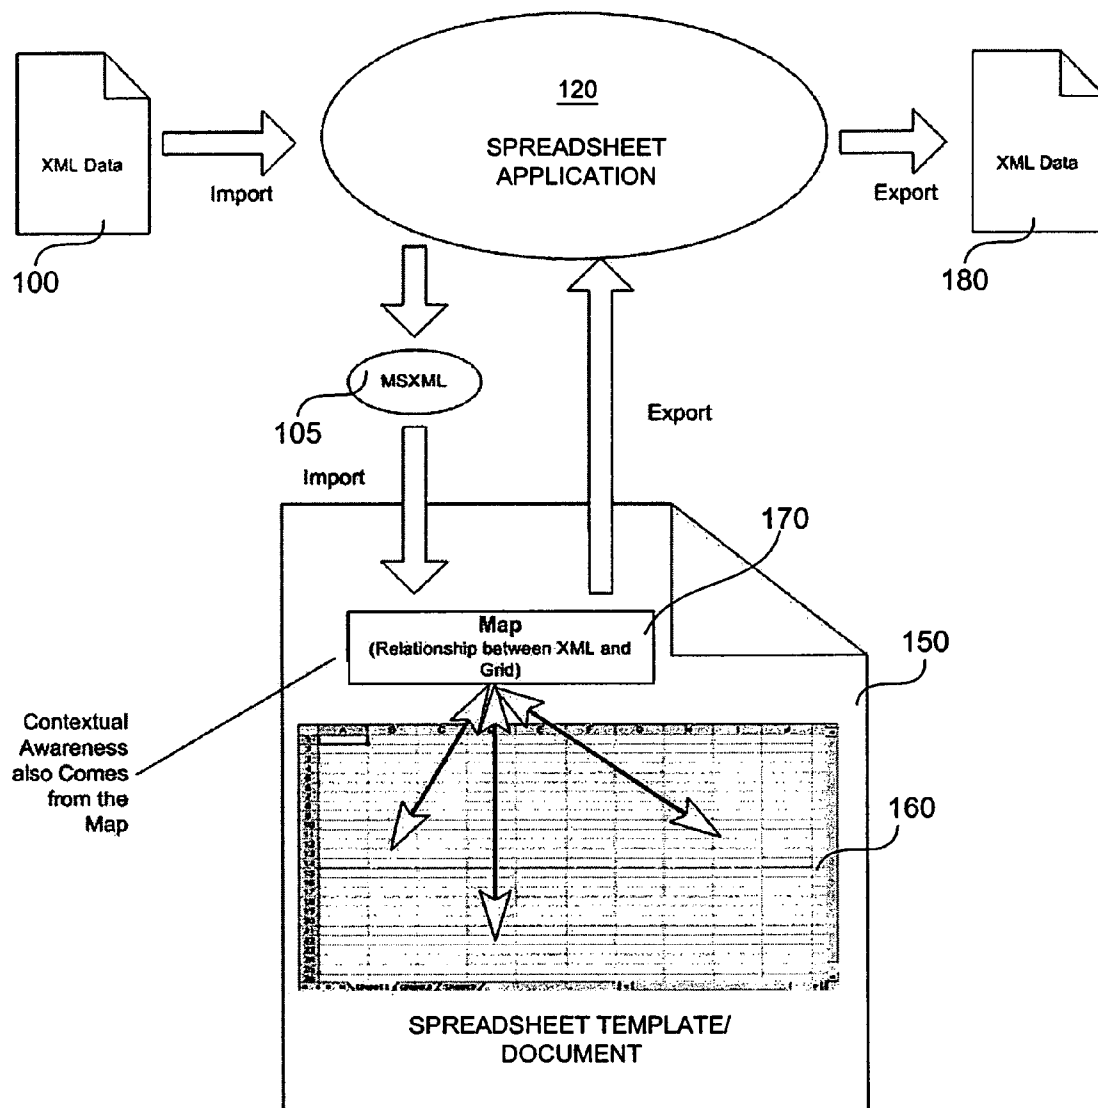 120
SPREADSHEET
APPLICATION
XML Data
Import
100
Export
XML Data
180
MSXML
105
Import
Export
170
Map
(Relationship between XML and
Grid)
150
Contextual
Awareness
also Comes
from the
Map
160
SPREADSHEET TEMPLATE/
DOCUMENT